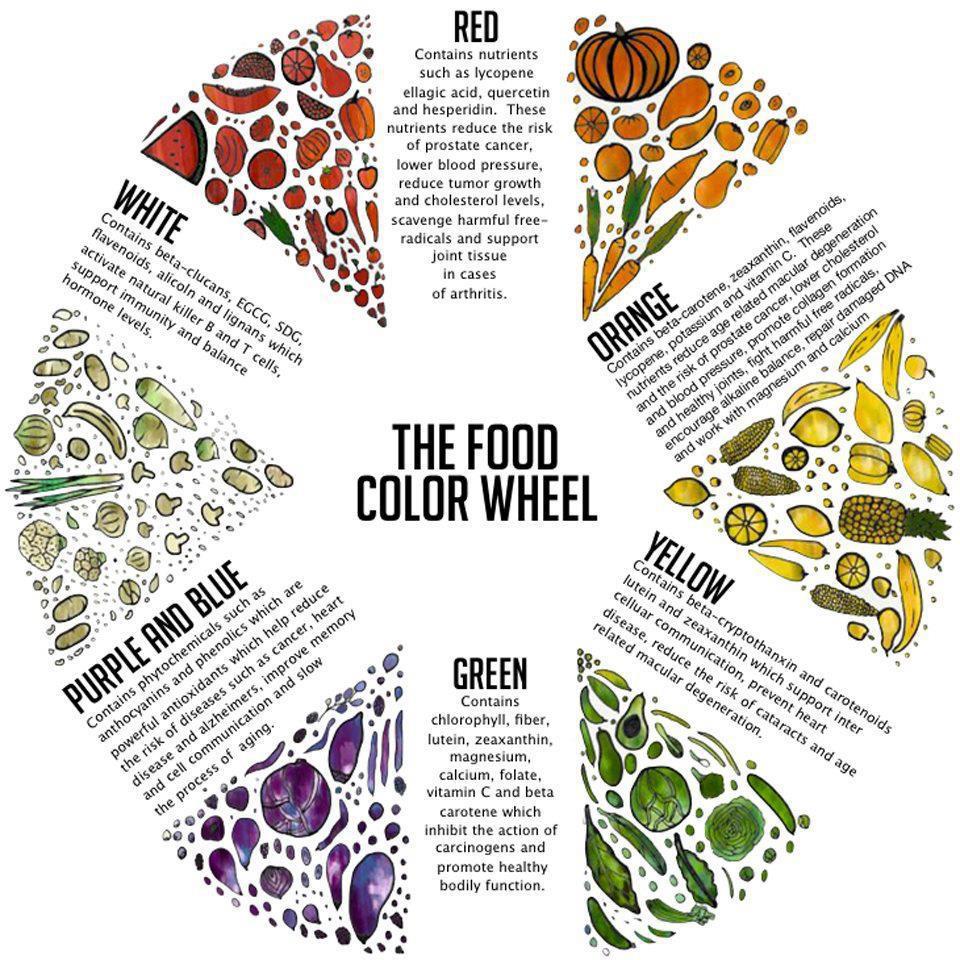 RED
Contains nutrients
such as lycopene
ellagic acid, quercetin
and hesperidin. These
nutrients reduce the risk
of prostate cancer,
lower blood pressure,
reduce tumor growth
and cholesterol levels,
scavenge harmful free-
radicals and support
joint tissue
in cases
of arthritis.
ORANGE
Contains beta-carotene, zeaxanthin, flavenoids,
lycopene, potassium and vitamin C. These
nutrients reduce age related macular degeneration
and the risk of prostate cancer, lower cholesterol
and blood pressure, promote collagen formation
and healthy joints, fight harmful free radicals,
encourage alkaline balance, repair damaged DNA
and work with magnesium and calcium
WHITE
Contains beta-clucans, EGCG, SDG,
flavenoids, alicoln and lignans which
activate natural killer B and T cells,
support immunity and balance
hormone levels.
THE FOOD
COLOR WHEEL
YELLOW
Contains beta-cryptothanxin and carotenoids
lutein and zeaxanthin which support inter
cellular communication, prevent heart
disease, reduce the risk of cataracts and age
related macular degeneration.
PURPLE AND BLUE
Contains phytochemicals such as
anthocyanins and phenolics which are
powerful antioxidants which help reduce
the risk of diseases such as cancer, heart
disease and alzheimers, improve memory
and cell communication and slow
the process of aging.
GREEN
Contains
chlorophyll, fiber,
lutein, zeaxanthin,
magnesium,
calcium, folate,
vitamin C and beta
carotene which
inhibit the action of
carcinogens and
promote healthy
bodily function.